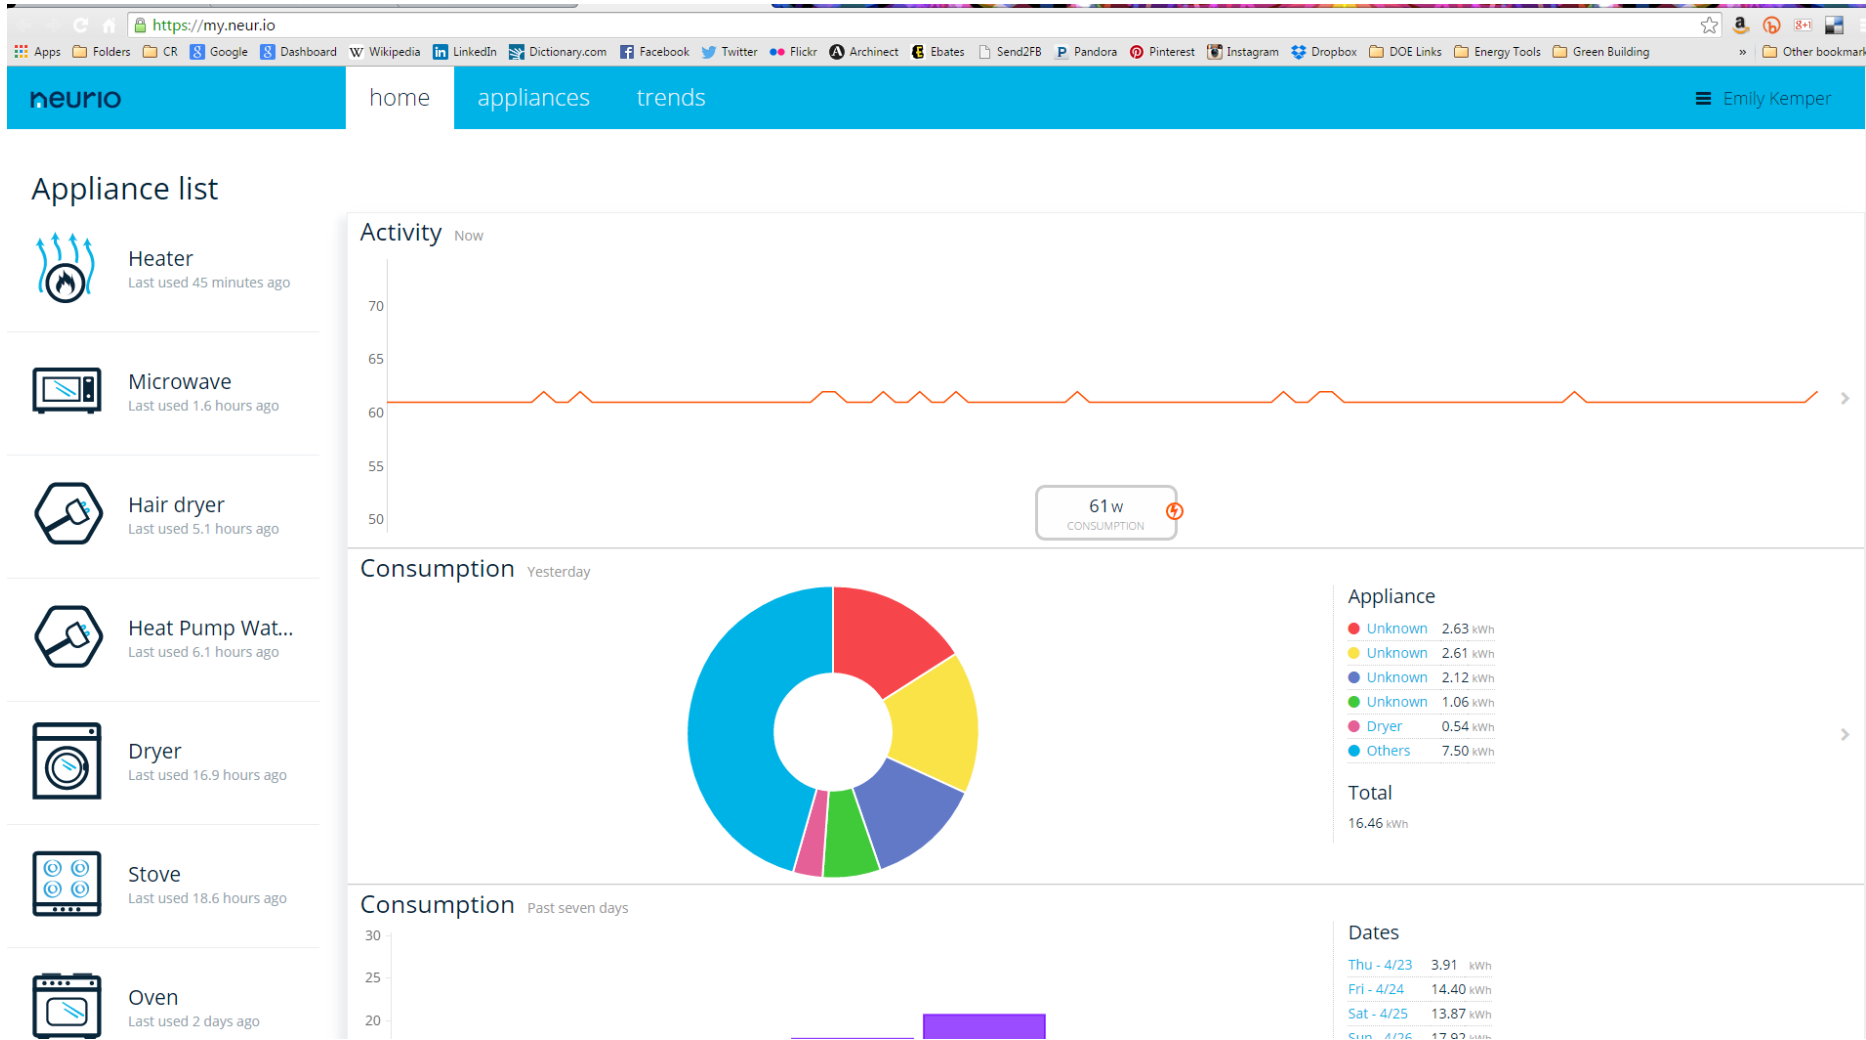 https://my.neur.io
Apps Folders CR Google Dashboard Wikipedia LinkedIn Dictionary.com Facebook Twitter Flickr Archinect Ebates Send2FB Pandora Pinterest Instagram Dropbox DOE Links Energy Tools Green Building » Other bookmark
neurio home appliances trends Emily Kemper
Appliance list
Heater
Last used 45 minutes ago
Microwave
Last used 1.6 hours ago
Hair dryer
Last used 5.1 hours ago
Heat Pump Wat...
Last used 6.1 hours ago
Dryer
Last used 16.9 hours ago
Stove
Last used 18.6 hours ago
Oven
Last used 2 days ago
Activity Now
70
65
60
55
50
61 W
CONSUMPTION
Consumption Yesterday
Appliance
Unknown 2.63 kWh
Unknown 2.61 kWh
Unknown 2.12 kWh
Unknown 1.06 kWh
Dryer 0.54 kWh
Others 7.50 kWh
Total
16.46 kWh
Consumption Past seven days
30
25
20
Dates
Thu - 4/23 3.91 kWh
Fri - 4/24 14.40 kWh
Sat - 4/25 13.87 kWh
Sun - 4/26 17.92 kWh